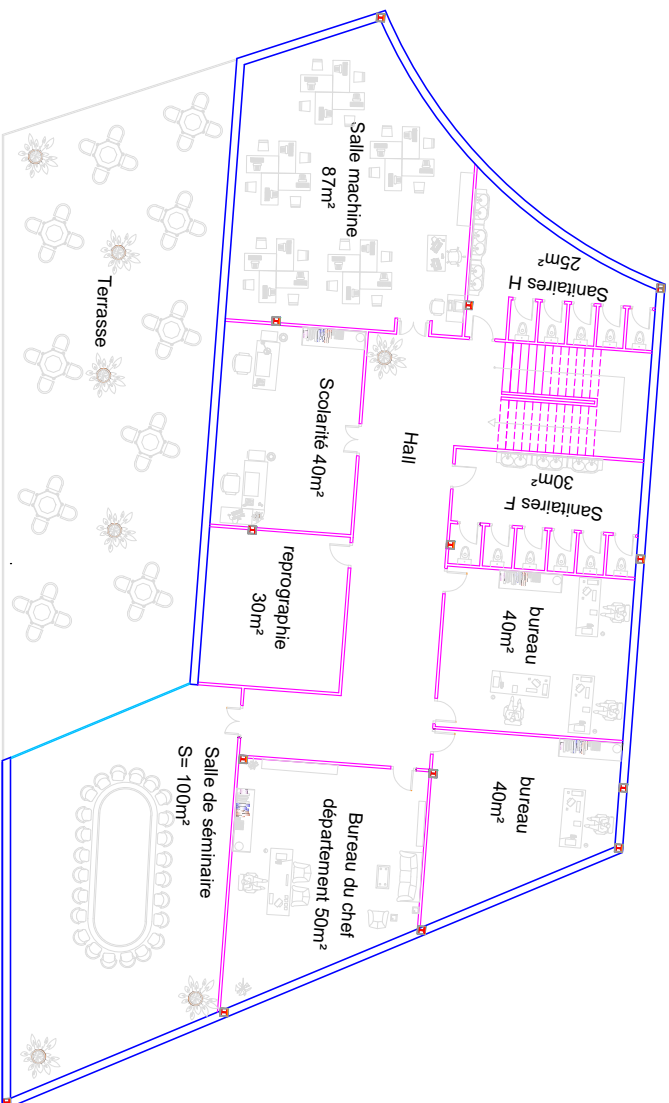 Salle machine
87m²
Sanitaires H
25m²
Terrasse
Scolarité 40m²
Hall
Sanitaires F
30m²
reprographie
30m²
bureau
40m²
bureau
40m²
Salle de séminaire
S= 100m²
Bureau du chef
département 50m²